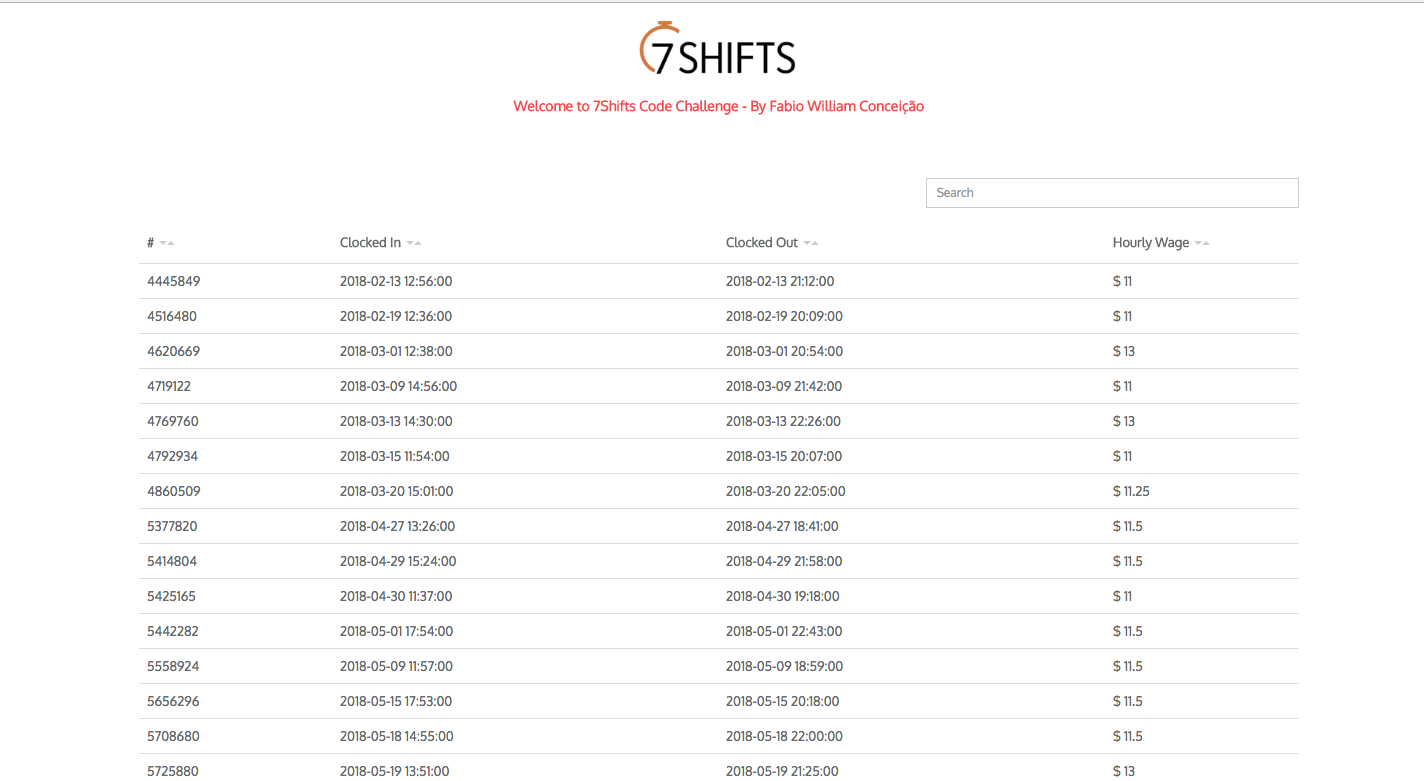 7SHIFTS
Welcome to 7Shifts Code Challenge - By Fabio William Conceição
Search
# Clocked In Clocked Out Hourly Wage
4445849 2018-02-13 12:56:00 2018-02-13 21:12:00 $ 11
4516480 2018-02-19 12:36:00 2018-02-19 20:09:00 $ 11
4620669 2018-03-01 12:38:00 2018-03-01 20:54:00 $ 13
4719122 2018-03-09 14:56:00 2018-03-09 21:42:00 $ 11
4769760 2018-03-13 14:30:00 2018-03-13 22:26:00 $ 13
4792934 2018-03-15 11:54:00 2018-03-15 20:07:00 $ 11
4860509 2018-03-20 15:01:00 2018-03-20 22:05:00 $ 11.25
5377820 2018-04-27 13:26:00 2018-04-27 18:41:00 $ 11.5
5414804 2018-04-29 15:24:00 2018-04-29 21:58:00 $ 11.5
5425165 2018-04-30 11:37:00 2018-04-30 19:18:00 $ 11
5442282 2018-05-01 17:54:00 2018-05-01 22:43:00 $ 11.5
5558924 2018-05-09 11:57:00 2018-05-09 18:59:00 $ 11.5
5656296 2018-05-15 17:53:00 2018-05-15 20:18:00 $ 11.5
5708680 2018-05-18 14:55:00 2018-05-18 22:00:00 $ 11.5
5725880 2018-05-19 13:51:00 2018-05-19 21:25:00 $ 13